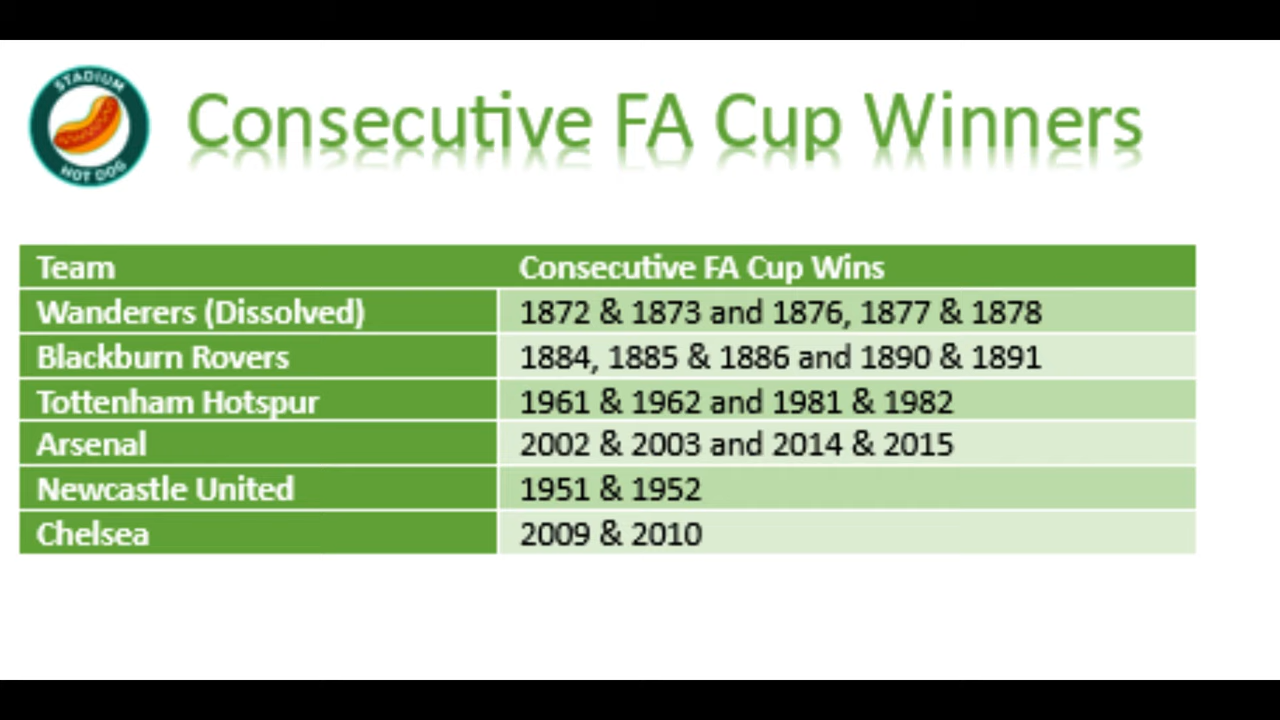 STADIUM
HOT DOG
Consecutive FA Cup Winners
Team Consecutive FA Cup Wins
Wanderers (Dissolved) 1872 & 1873 and 1876, 1877 & 1878
Blackburn Rovers 1884, 1885 & 1886 and 1890 & 1891
Tottenham Hotspur 1961 & 1962 and 1981 & 1982
Arsenal 2002 & 2003 and 2014 & 2015
Newcastle United 1951 & 1952
Chelsea 2009 & 2010